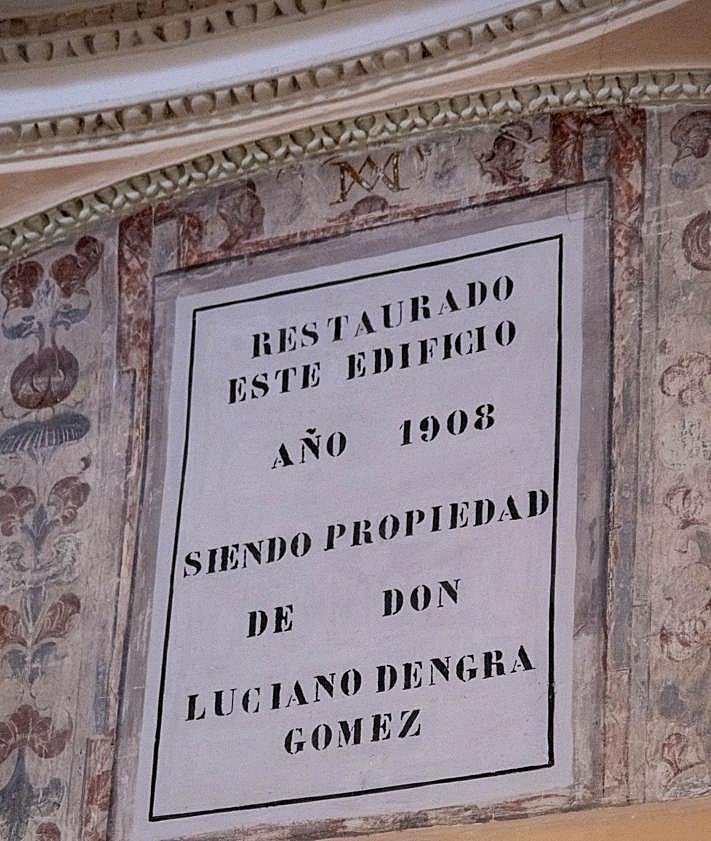 RESTAURADO
ESTE EDIFICIO
AÑO 1908
SIENDO PROPIEDAD
DE DON
LUCIANO DENGRA
GOMEZ